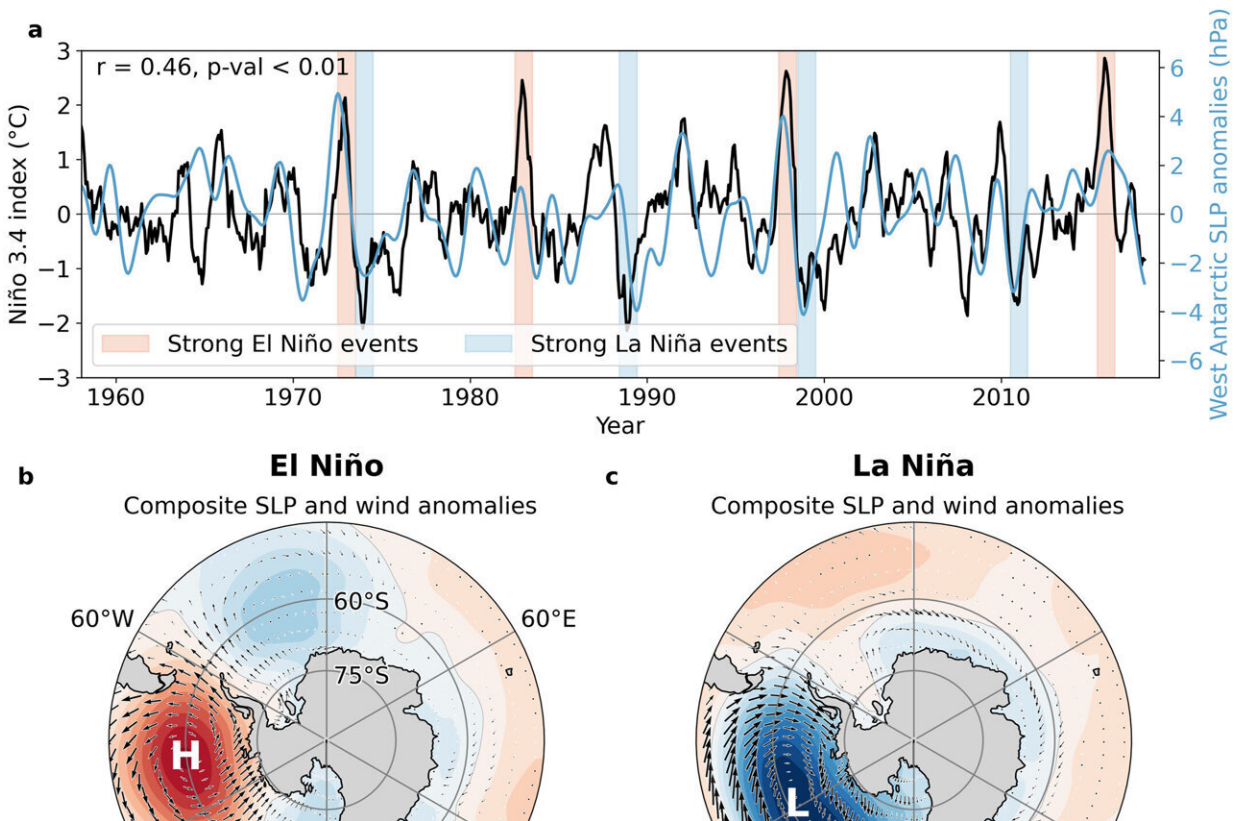 a
r = 0.46, p-val < 0.01
3
2
1
0
−1
−2
−3
Niño 3.4 index (°C)
6
4
2
0
−2
−4
−6
West Antarctic SLP anomalies (hPa)
Strong El Niño events
Strong La Niña events
1960
1970
1980
1990
2000
2010
Year
b
El Niño
Composite SLP and wind anomalies
60°W
60°S
60°E
75°S
H
c
La Niña
Composite SLP and wind anomalies
L